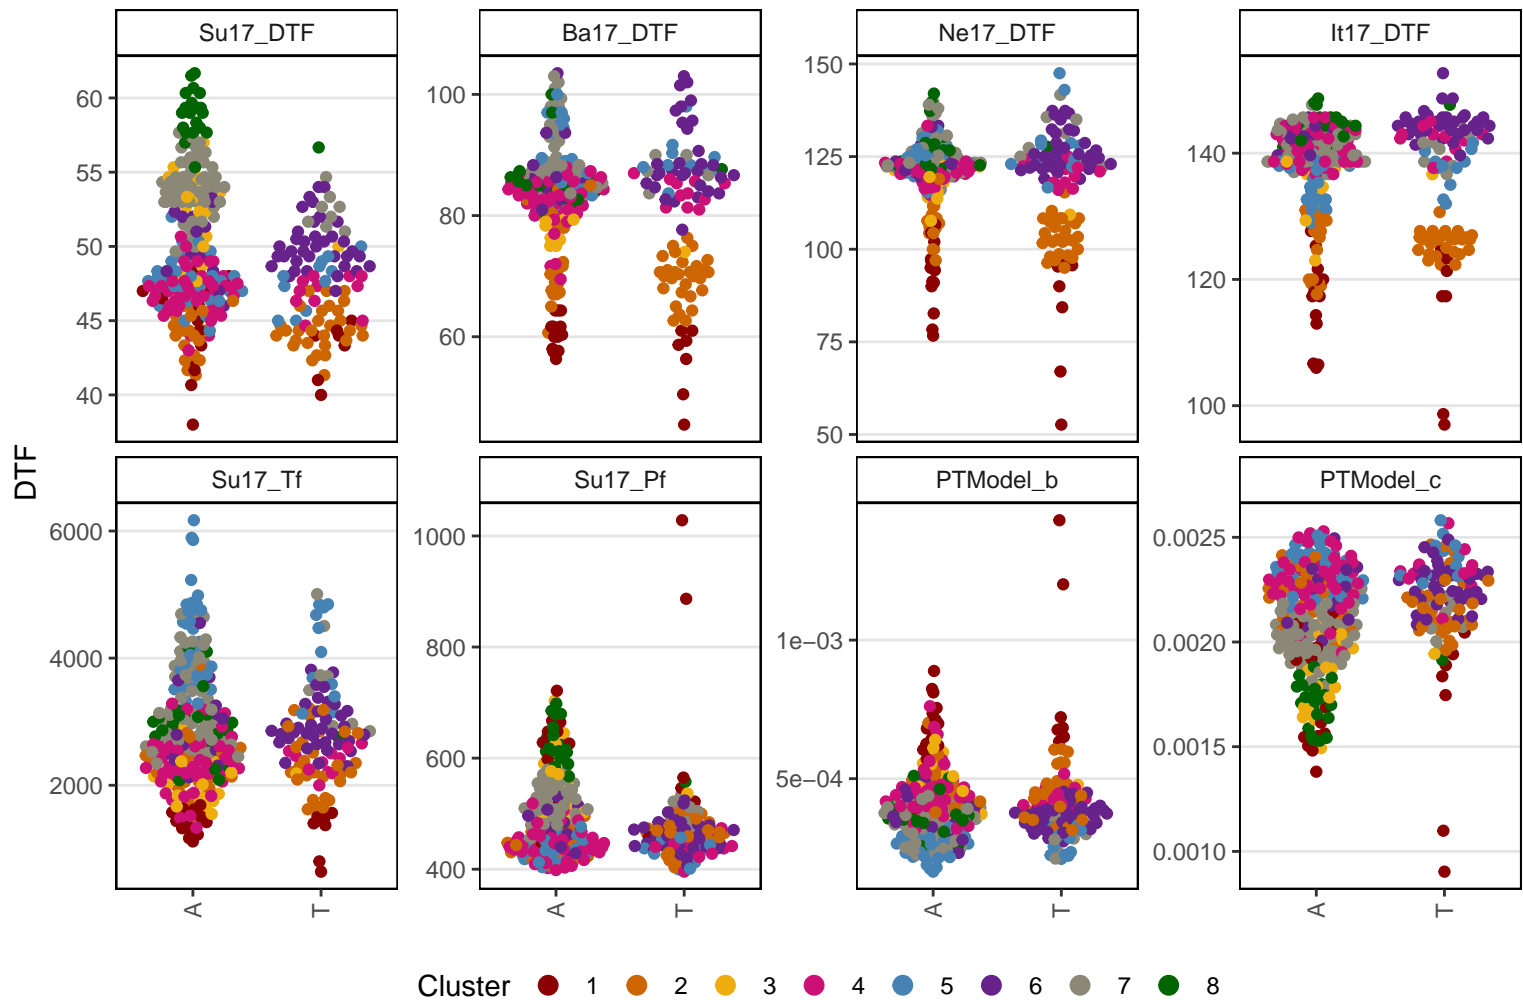 Su17_DTF
Ba17_DTF
Ne17_DTF
It17_DTF
60
55
50
45
40
100
80
60
150
125
100
75
50
140
120
100
DTF
Su17_Tf
Su17_Pf
PTModel_b
PTModel_c
6000
4000
2000
1000
800
600
400
1e−03
5e−04
0.0025
0.0020
0.0015
0.0010
A
T
A
T
A
T
A
T
Cluster 1 2 3 4 5 6 7 8